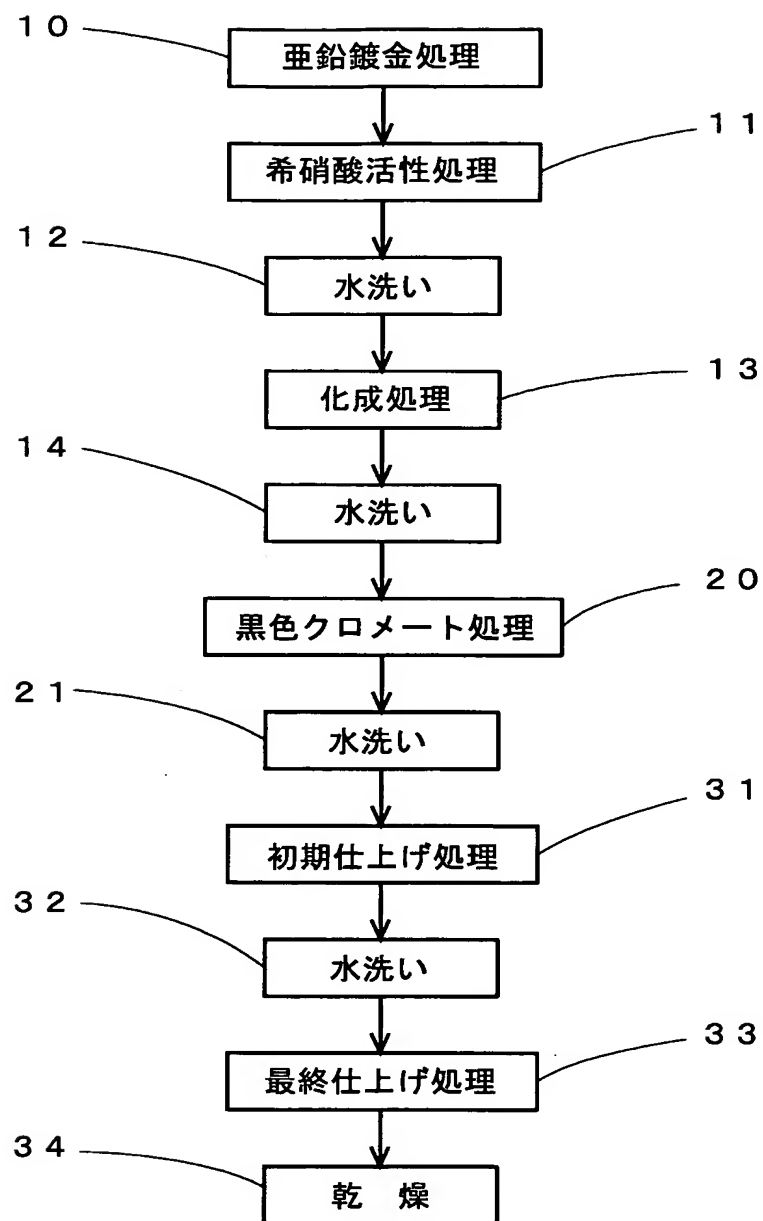 10
亜鉛鍍金処理
11
希硝酸活性処理
12
水洗い
13
化成処理
14
水洗い
20
黒色クロメート処理
21
水洗い
31
初期仕上げ処理
32
水洗い
33
最終仕上げ処理
34
乾 燥